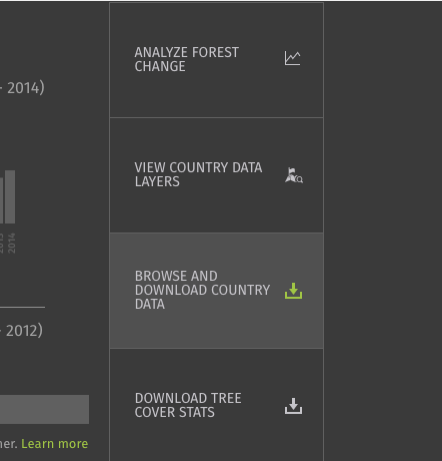 ANALYZE FOREST
CHANGE
- 2014)
VIEW COUNTRY DATA
LAYERS
2013
2014
BROWSE AND
DOWNLOAD COUNTRY
DATA
- 2012)
DOWNLOAD TREE
COVER STATS
her. Learn more